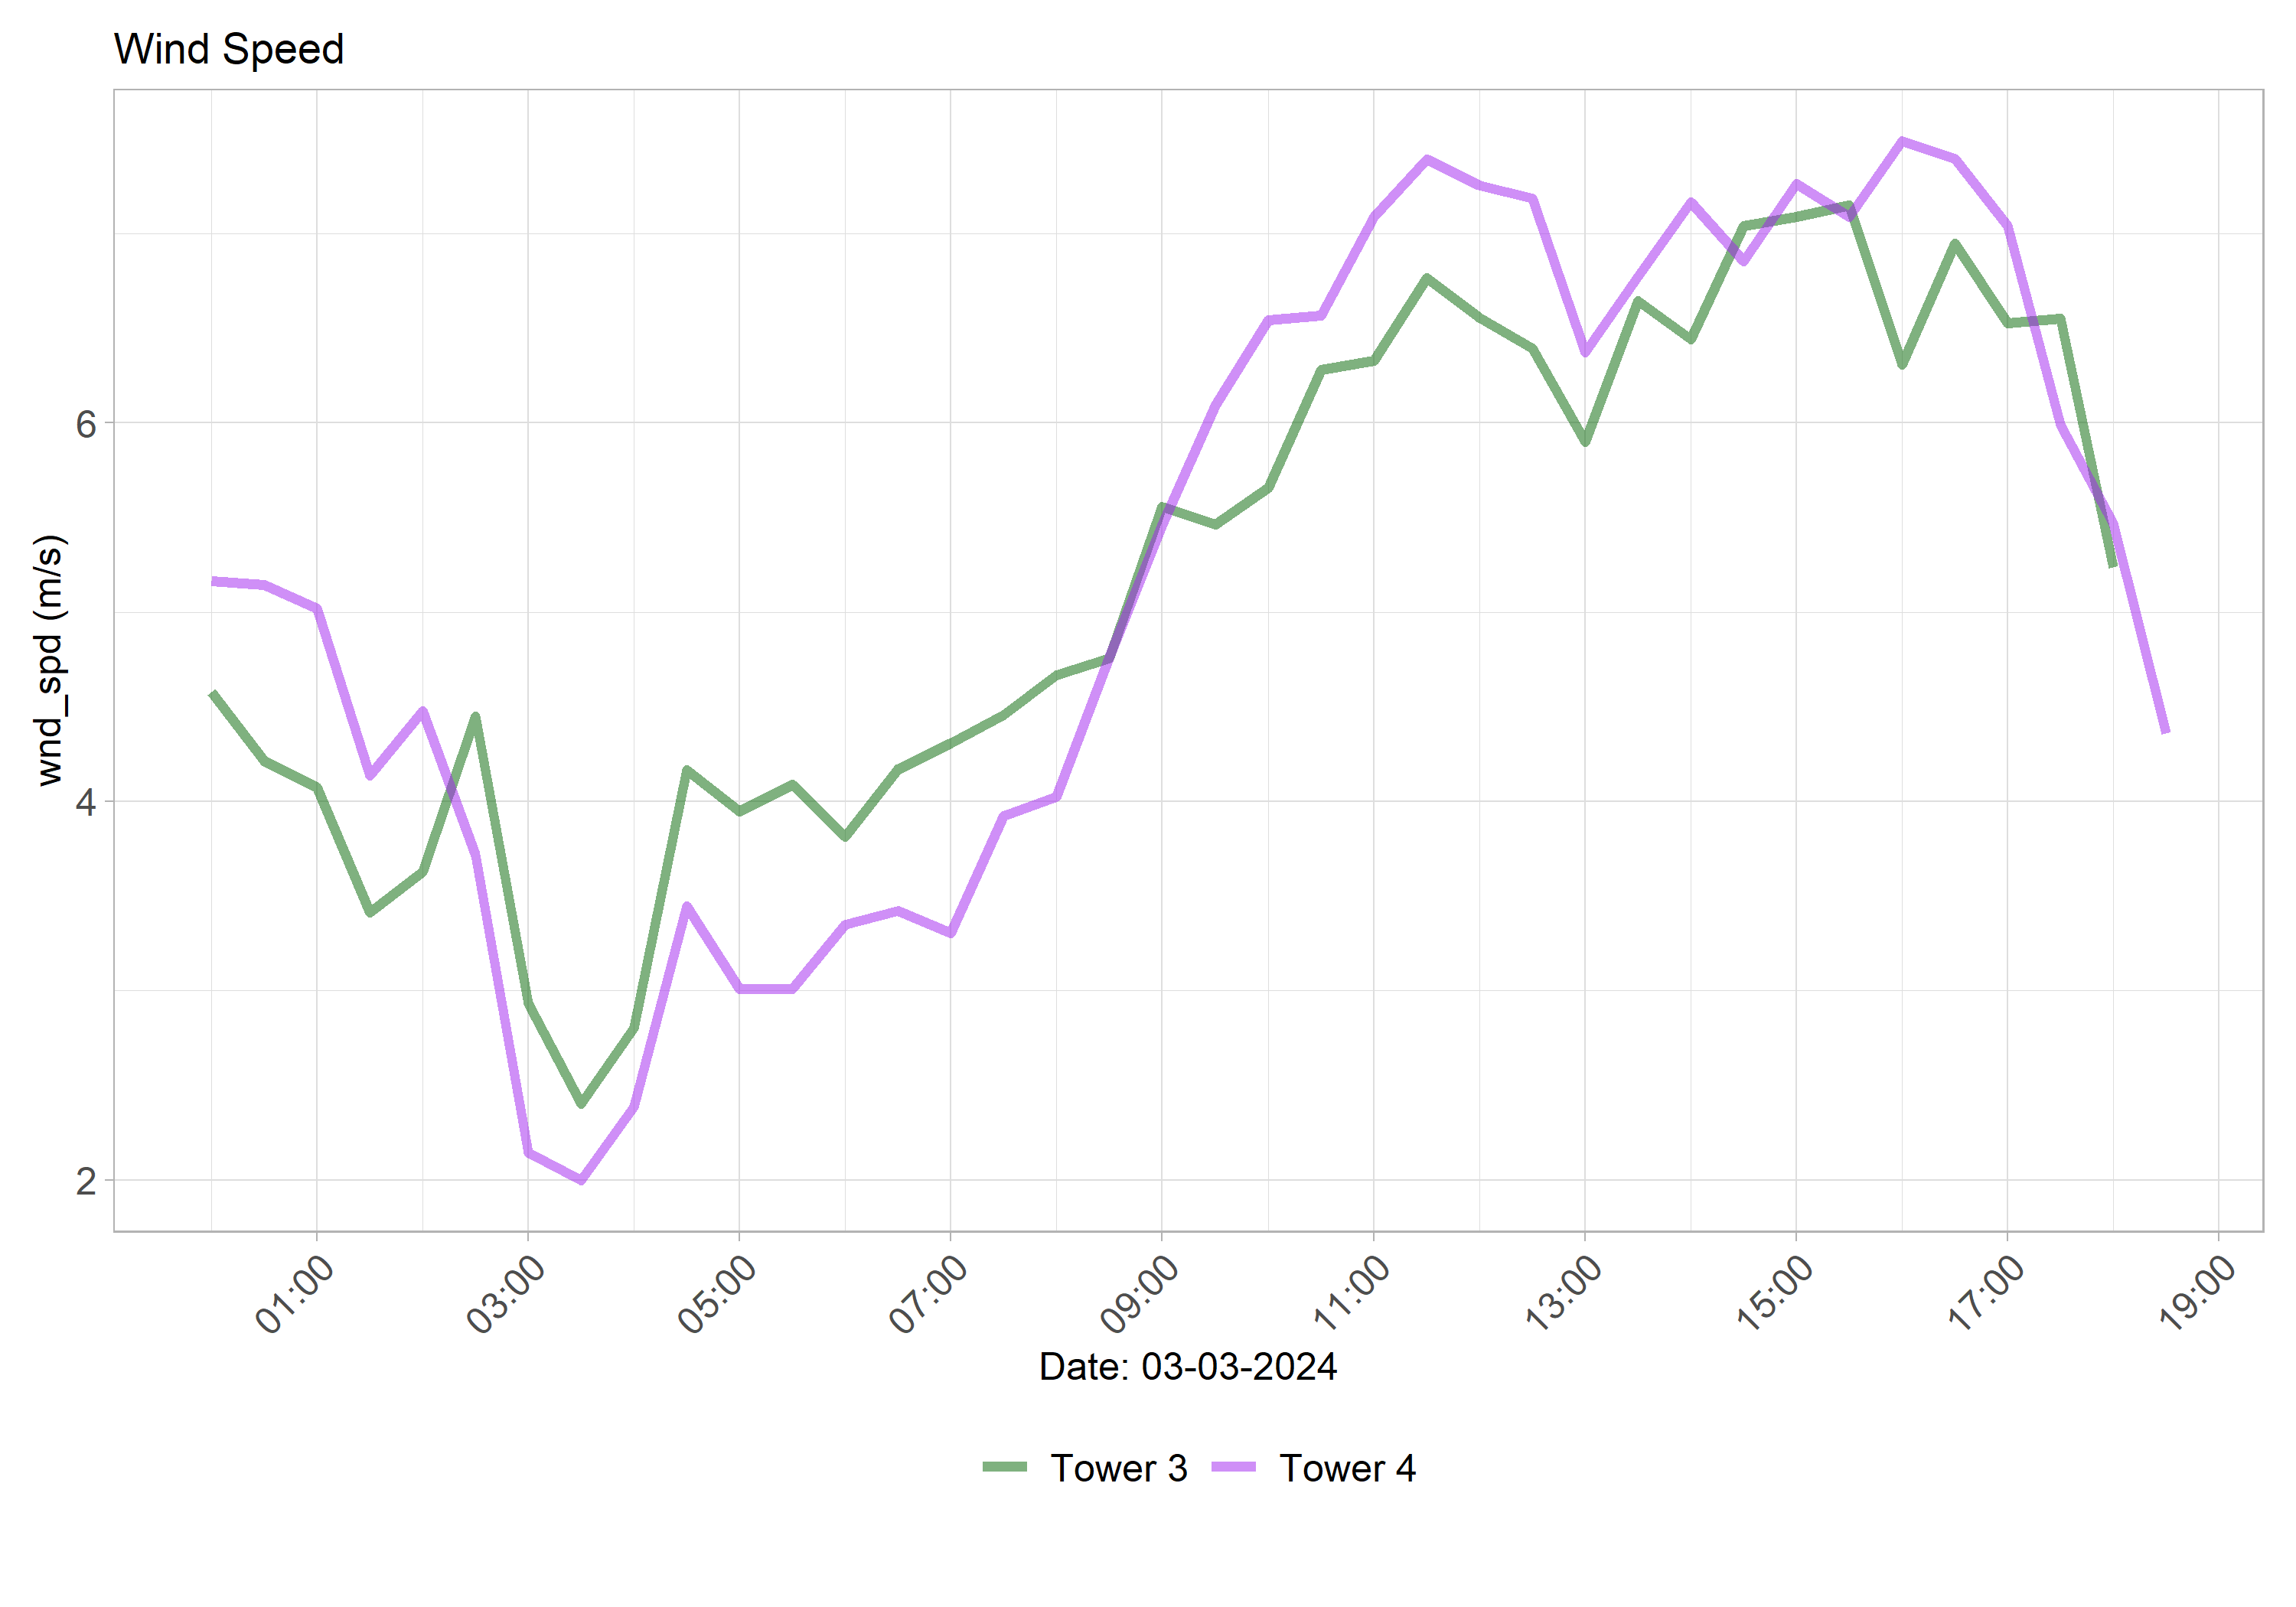 Wind Speed
wnd_spd (m/s)
6
4
2
01:00 03:00 05:00 07:00 09:00 11:00 13:00 15:00 17:00 19:00
Date: 03-03-2024
Tower 3 Tower 4